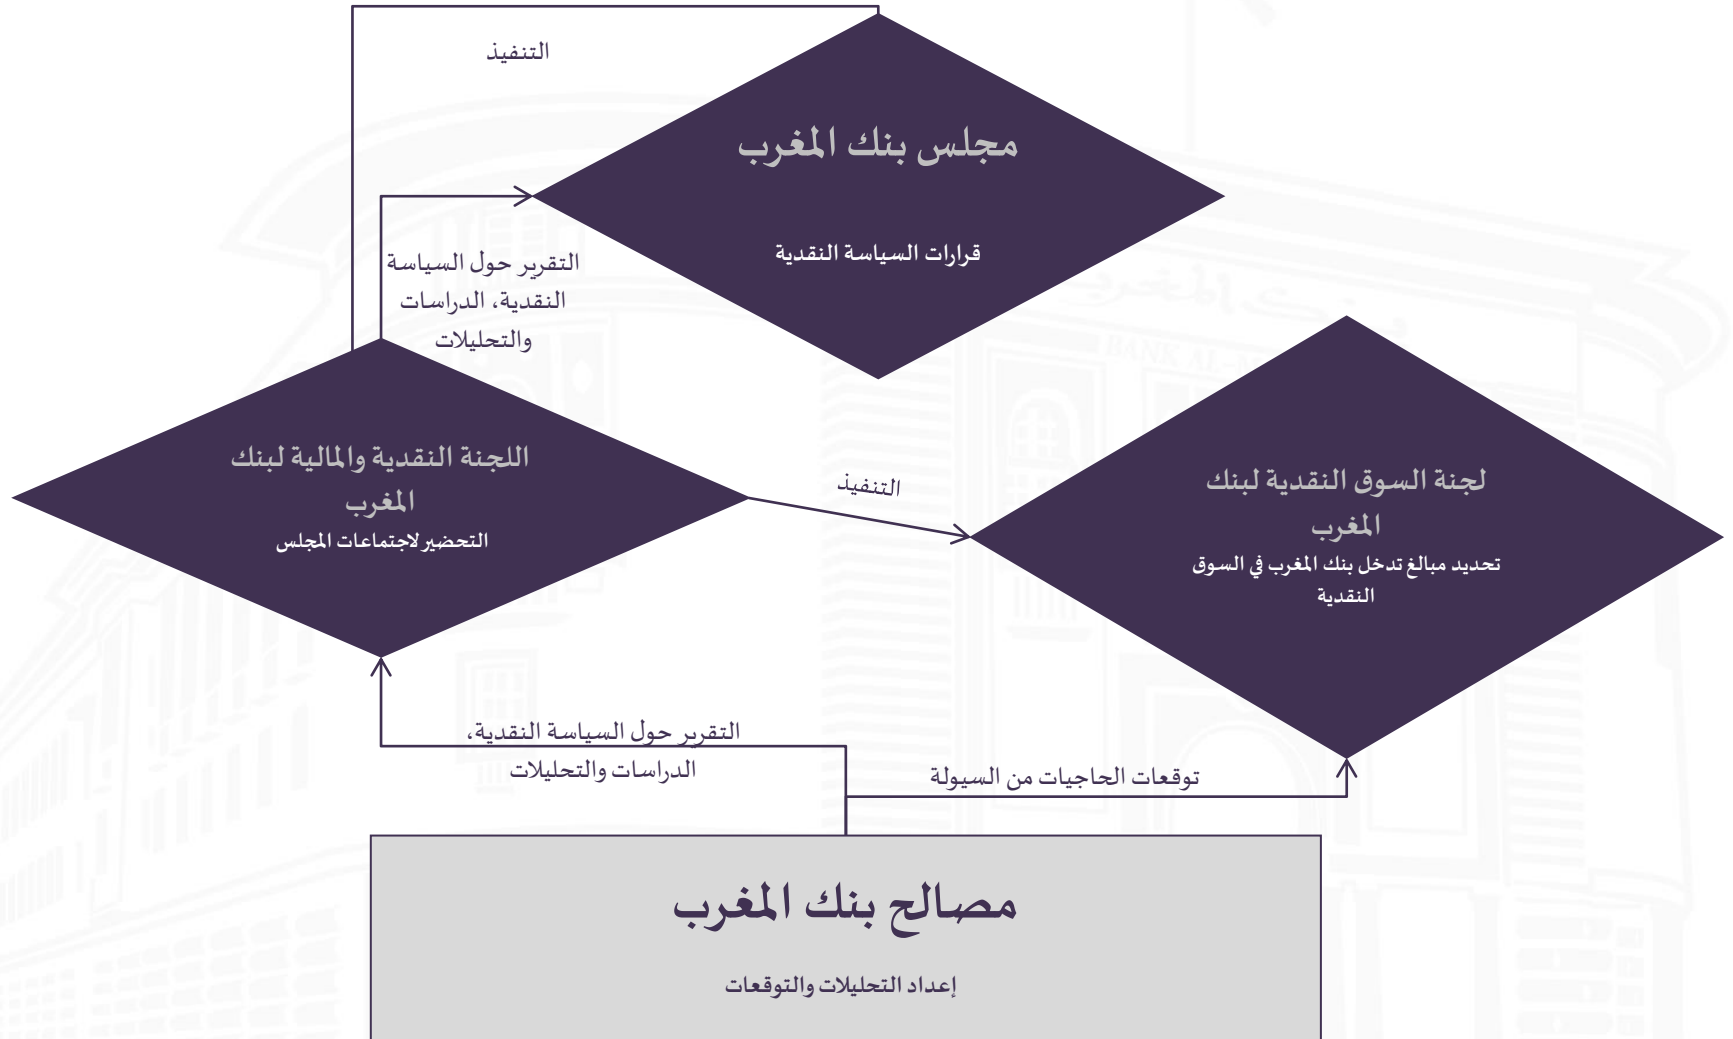 التنفيذ
مجلس بنك المغرب
قرارات السياسة النقدية
التقرير حول السياسة
النقدية، الدراسات
والتحليلات
اللجنة النقدية والمالية لبنك
المغرب
التحضير لاجتماعات المجلس
التنفيذ
لجنة السوق النقدية لبنك
المغرب
تحديد مبالغ تدخل بنك المغرب في السوق
النقدية
التقرير حول السياسة النقدية،
الدراسات والتحليلات
توقعات الحاجيات من السيولة
مصالح بنك المغرب
إعداد التحليلات والتوقعات